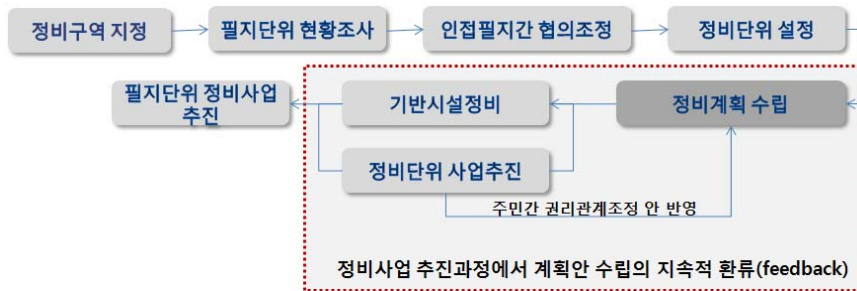 정비구역 지정
필지단위 현황조사
인접필지간 협의조정
정비단위 설정
필지단위 정비사업
추진
기반시설정비
정비계획 수립
정비단위 사업추진
주민간 권리관계조정 안 반영
정비사업 추진과정에서 계획안 수립의 지속적 환류(feedback)